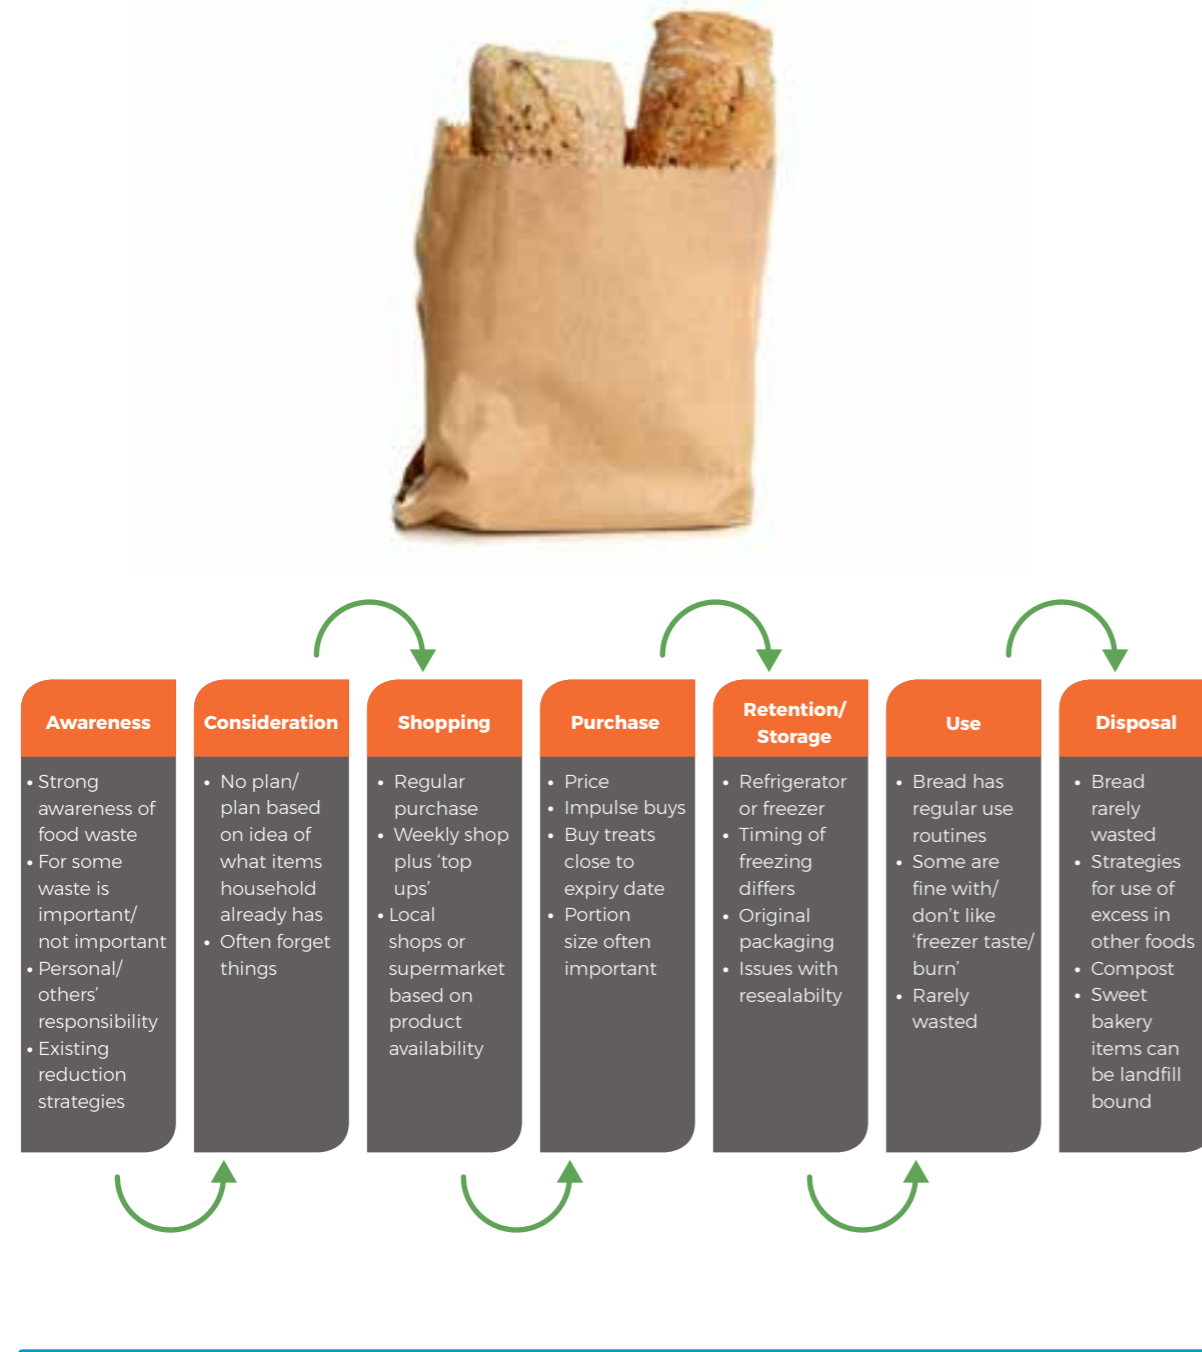 Awareness
• Strong
awareness of
food waste
• For some
waste is
important/
not important
• Personal/
others’
responsibility
• Existing
reduction
strategies
Consideration
• No plan/
plan based
on idea of
what items
household
already has
• Often forget
things
Shopping
• Regular
purchase
• Weekly shop
plus ‘top
ups’
• Local
shops or
supermarket
based on
product
availability
Purchase
• Price
• Impulse buys
• Buy treats
close to
expiry date
• Portion
size often
important
Retention/
Storage
• Refrigerator
or freezer
• Timing of
freezing
differs
• Original
packaging
• Issues with
resealabilty
Use
• Bread has
regular use
routines
• Some are
fine with/
don’t like
‘freezer taste/
burn’
• Rarely
wasted
Disposal
• Bread
rarely
wasted
• Strategies
for use of
excess in
other foods
• Compost
• Sweet
bakery
items can
be landfill
bound